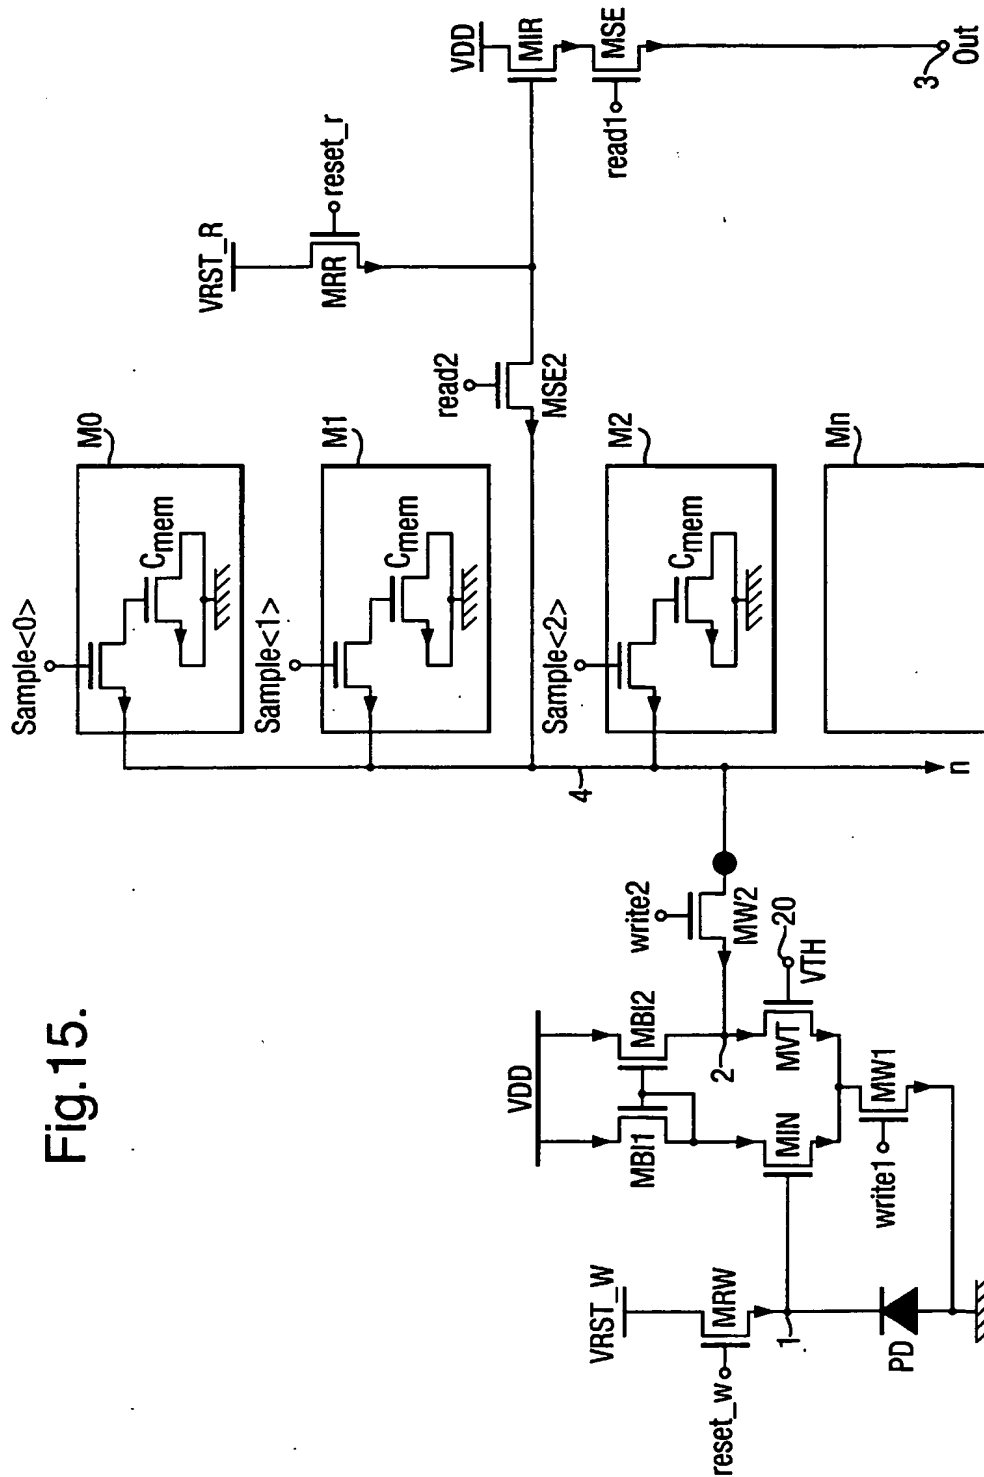 Fig.15.
VRST_W
reset_w
MRW
1
PD
VDD
MBI1
MBI2
2
MIN
MVT
VTH
20
write1
MW1
write2
MW2
4
n
Sample<0>
Cmem
M0
Sample<1>
Cmem
M1
Sample<2>
Cmem
M2
Mn
read2
MSE2
VRST_R
MRR
reset_r
VDD
MIR
read1
MSE
3
Out